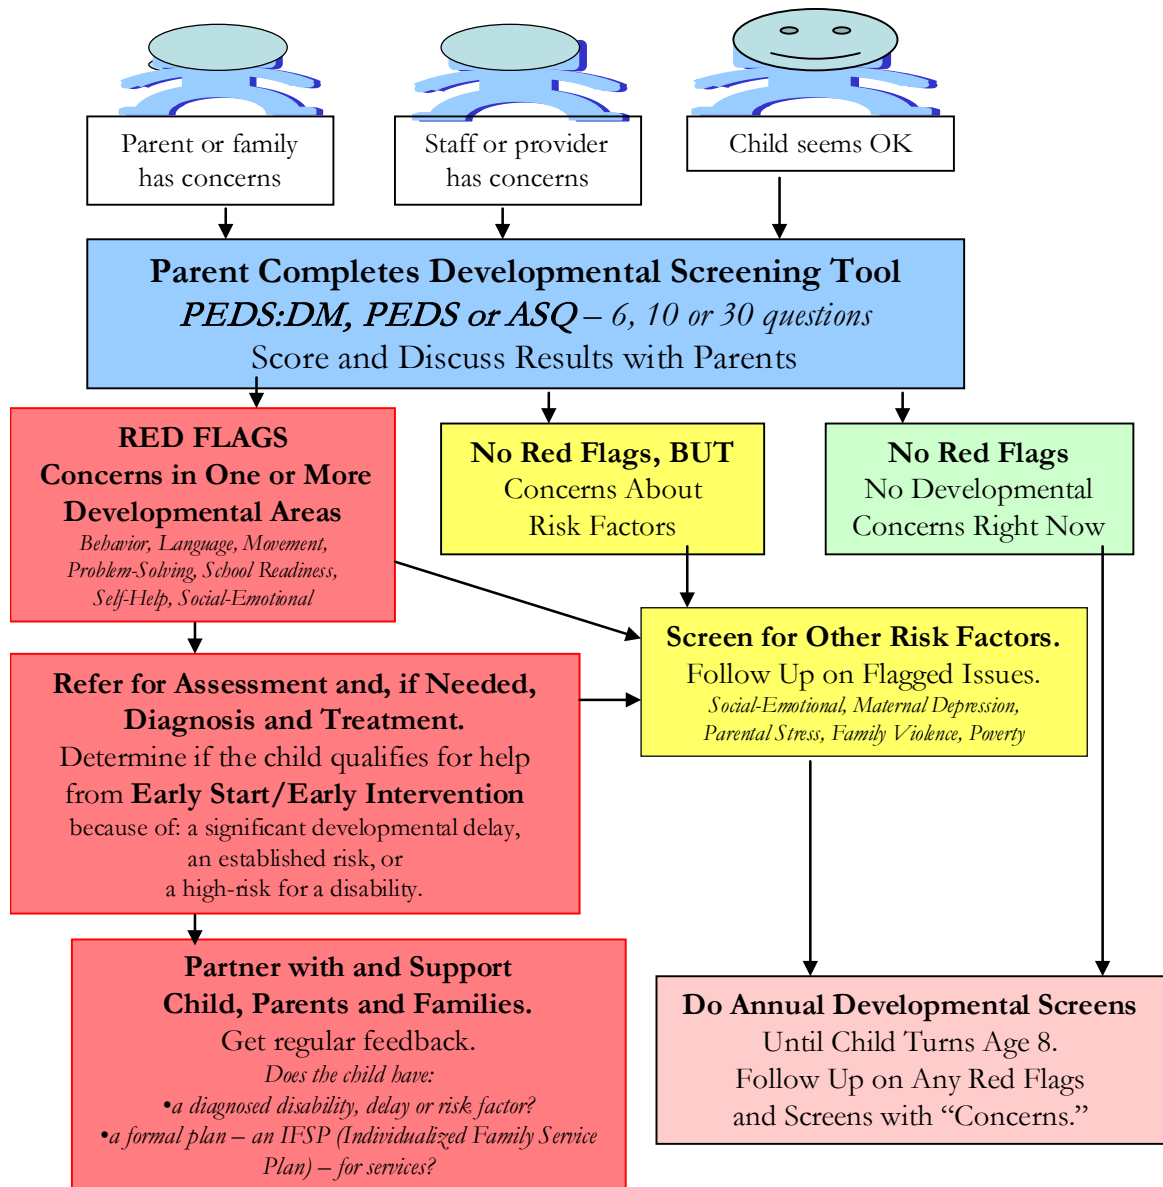 Parent or family
has concerns
Staff or provider
has concerns
Child seems OK
Parent Completes Developmental Screening Tool
PEDS:DM, PEDS or ASQ – 6, 10 or 30 questions
Score and Discuss Results with Parents
RED FLAGS
Concerns in One or More
Developmental Areas
Behavior, Language, Movement,
Problem-Solving, School Readiness,
Self-Help, Social-Emotional
No Red Flags, BUT
Concerns About
Risk Factors
No Red Flags
No Developmental
Concerns Right Now
Screen for Other Risk Factors.
Follow Up on Flagged Issues.
Social-Emotional, Maternal Depression,
Parental Stress, Family Violence, Poverty
Refer for Assessment and, if Needed,
Diagnosis and Treatment.
Determine if the child qualifies for help
from Early Start/Early Intervention
because of: a significant developmental delay,
an established risk, or
a high-risk for a disability.
Partner with and Support
Child, Parents and Families.
Get regular feedback.
Does the child have:
•a diagnosed disability, delay or risk factor?
•a formal plan – an IFSP (Individualized Family Service
Plan) – for services?
Do Annual Developmental Screens
Until Child Turns Age 8.
Follow Up on Any Red Flags
and Screens with “Concerns.”